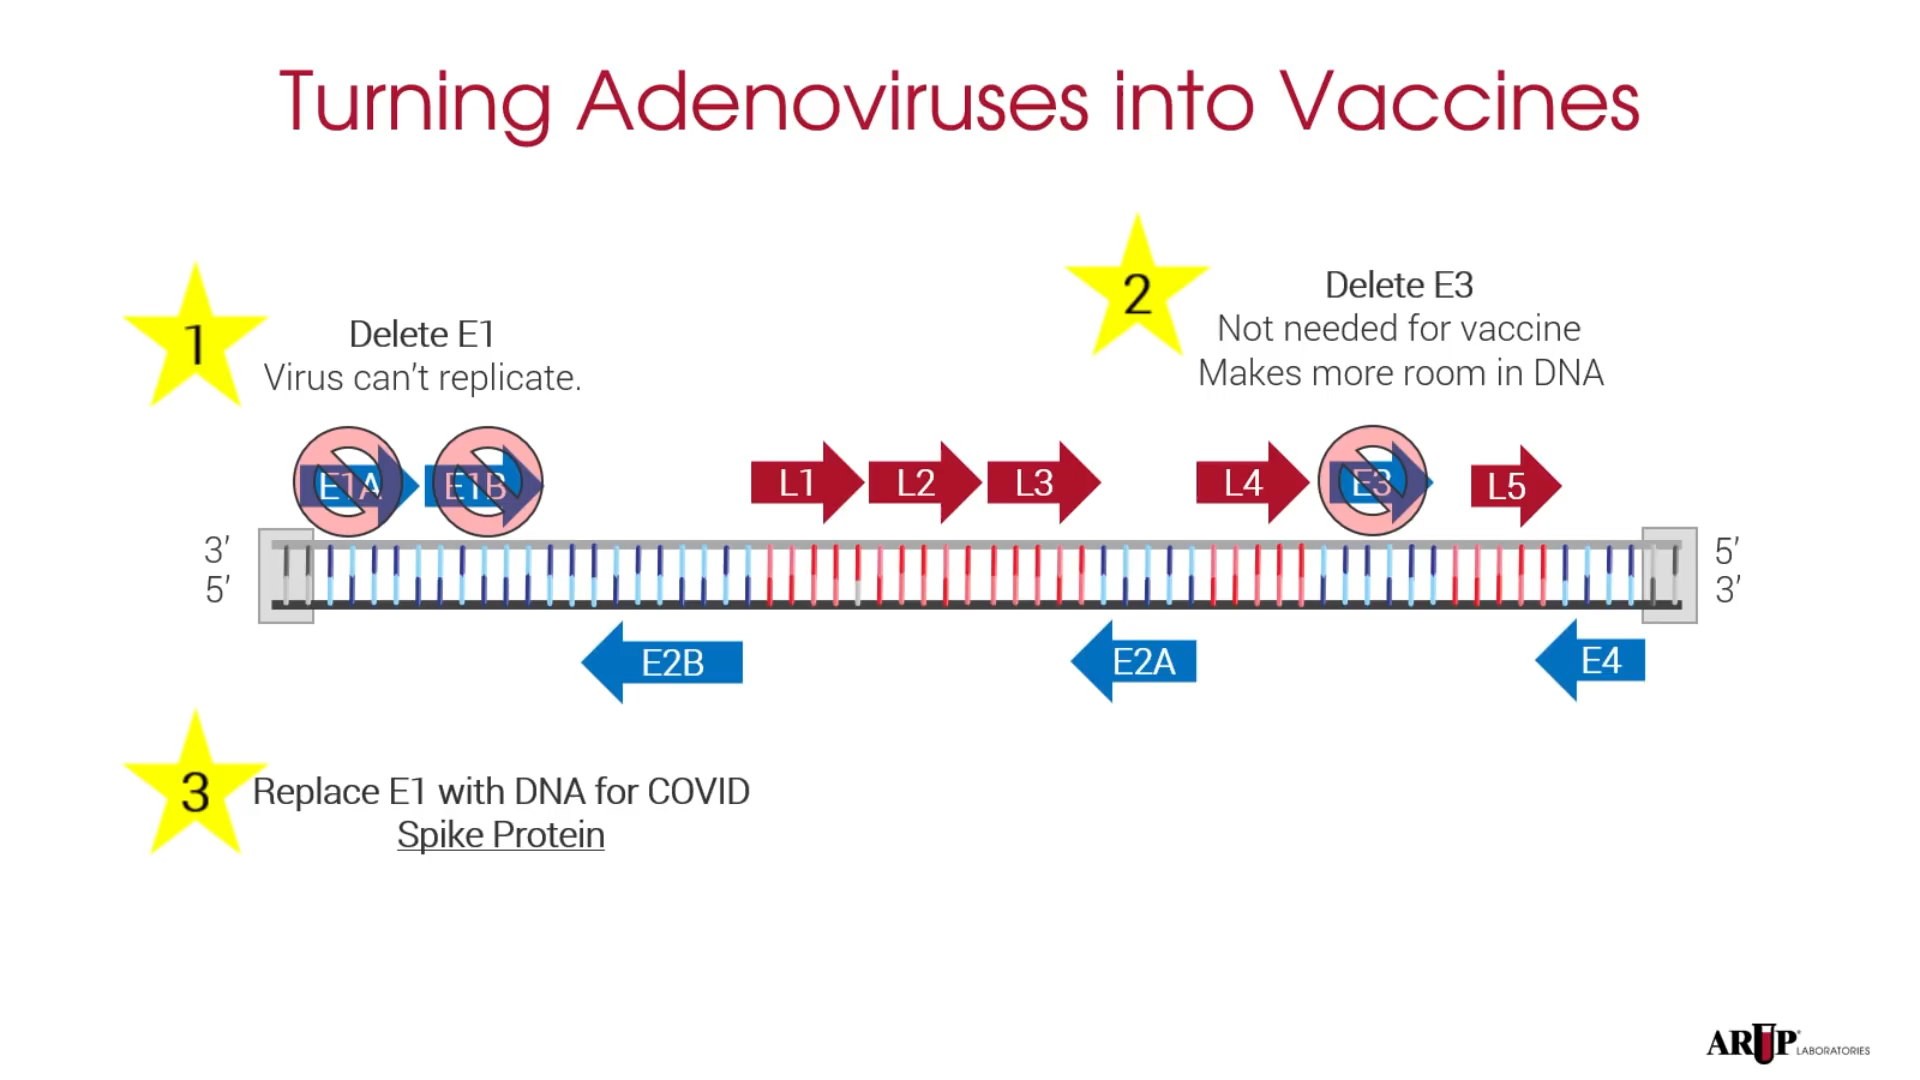 Turning Adenoviruses into Vaccines
1
Delete E1
Virus can't replicate.
2
Delete E3
Not needed for vaccine
Makes more room in DNA
E1A
E1B
L1
L2
L3
L4
E3
L5
3'
5'
5'
3'
E2B
E2A
E4
3
Replace E1 with DNA for COVID
Spike Protein
ARUP LABORATORIES